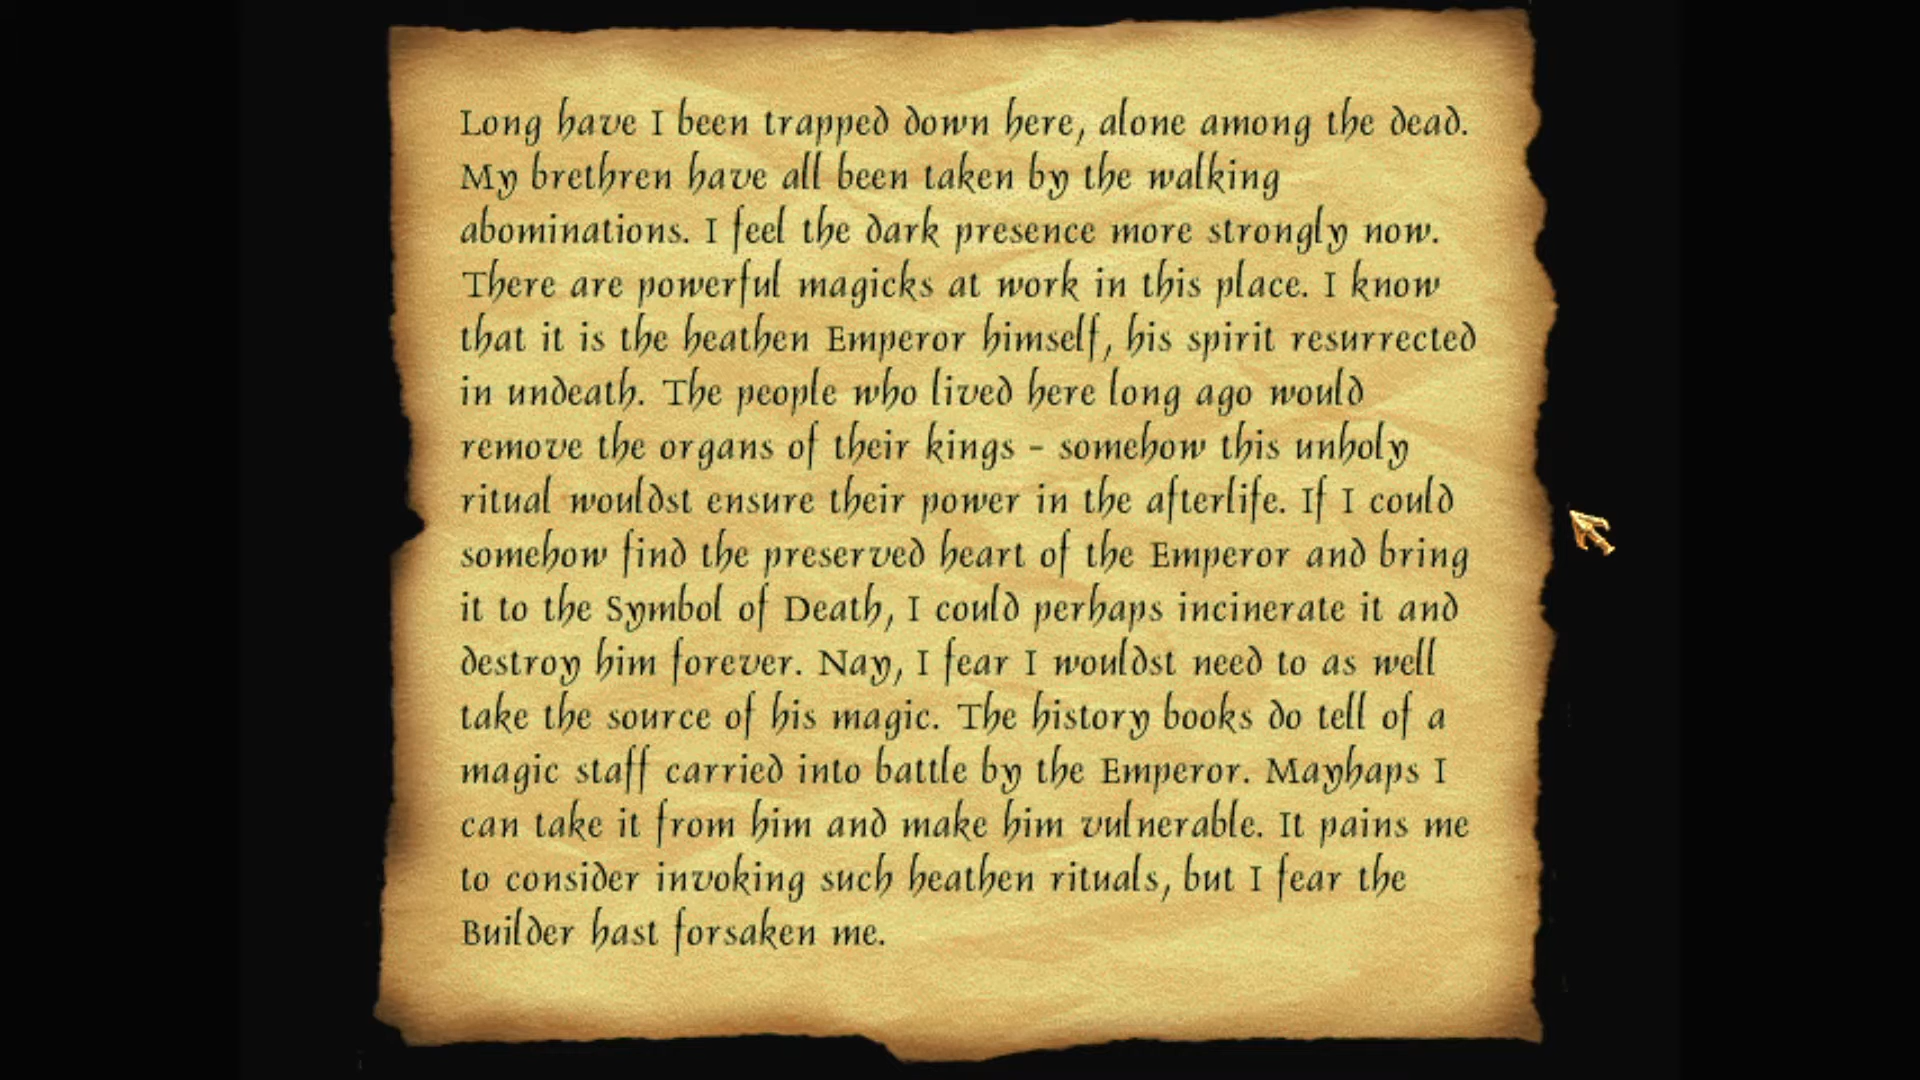 Long have I been trapped down here, alone among the dead.
My brethren have all been taken by the walking
abominations. I feel the dark presence more strongly now.
There are powerful magicks at work in this place. I know
that it is the heathen Emperor himself, his spirit resurrected
in undeath. The people who lived here long ago would
remove the organs of their kings - somehow this unholy
ritual wouldst ensure their power in the afterlife. If I could
somehow find the preserved heart of the Emperor and bring
it to the Symbol of Death, I could perhaps incinerate it and
destroy him forever. Nay, I fear I wouldst need to as well
take the source of his magic. The history books do tell of a
magic staff carried into battle by the Emperor. Mayhaps I
can take it from him and make him vulnerable. It pains me
to consider invoking such heathen rituals, but I fear the
Builder hast forsaken me.